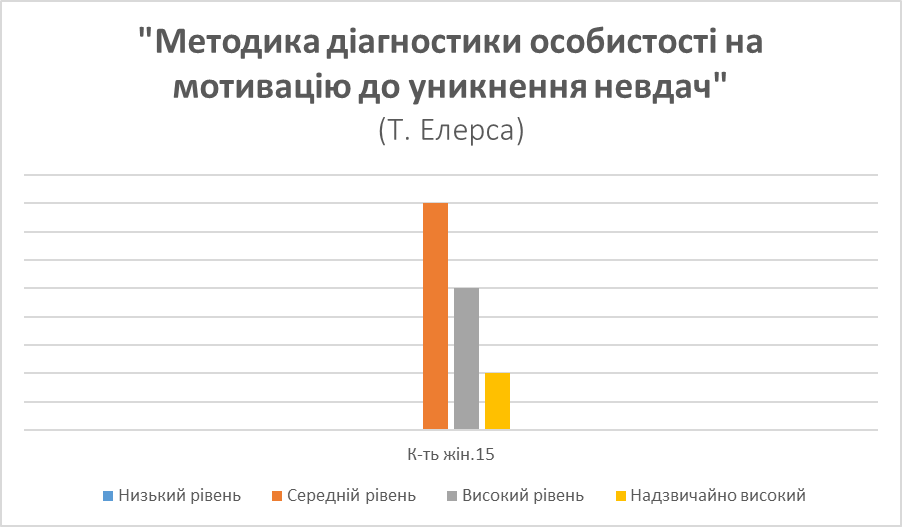 "Методика діагностики особистості на
мотивацію до уникнення невдач"
(Т. Елерса)
К-ть жін.15
Низький рівень Середній рівень Високий рівень Надзвичайно високий